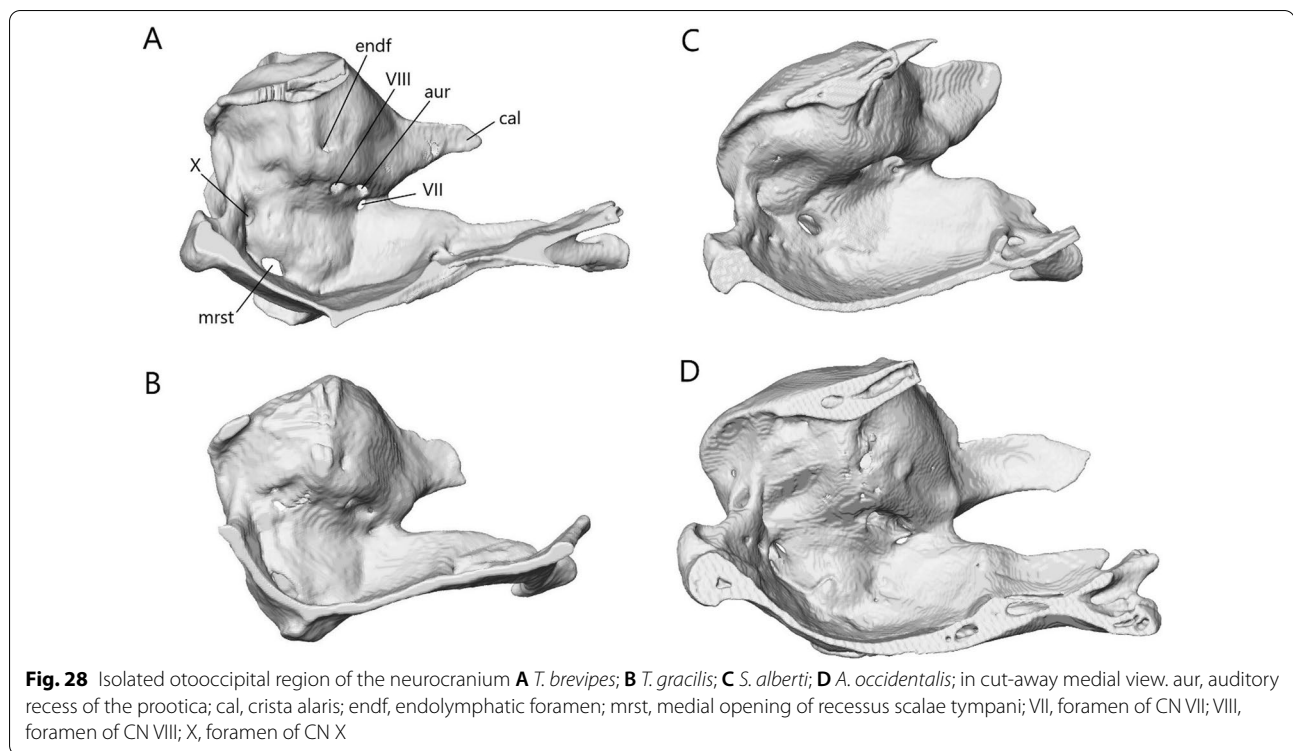 A
endf
VIII
aur
cal
X
VII
mrst
C
B
D
Fig. 28 Isolated otooccipital region of the neurocranium A T. brevipes; B T. gracilis; C S. alberti; D A. occidentalis; in cut-away medial view. aur, auditory
recess of the prootica; cal, crista alaris; endf, endolymphatic foramen; mrst, medial opening of recessus scalae tympani; VII, foramen of CN VII; VIII,
foramen of CN VIII; X, foramen of CN X